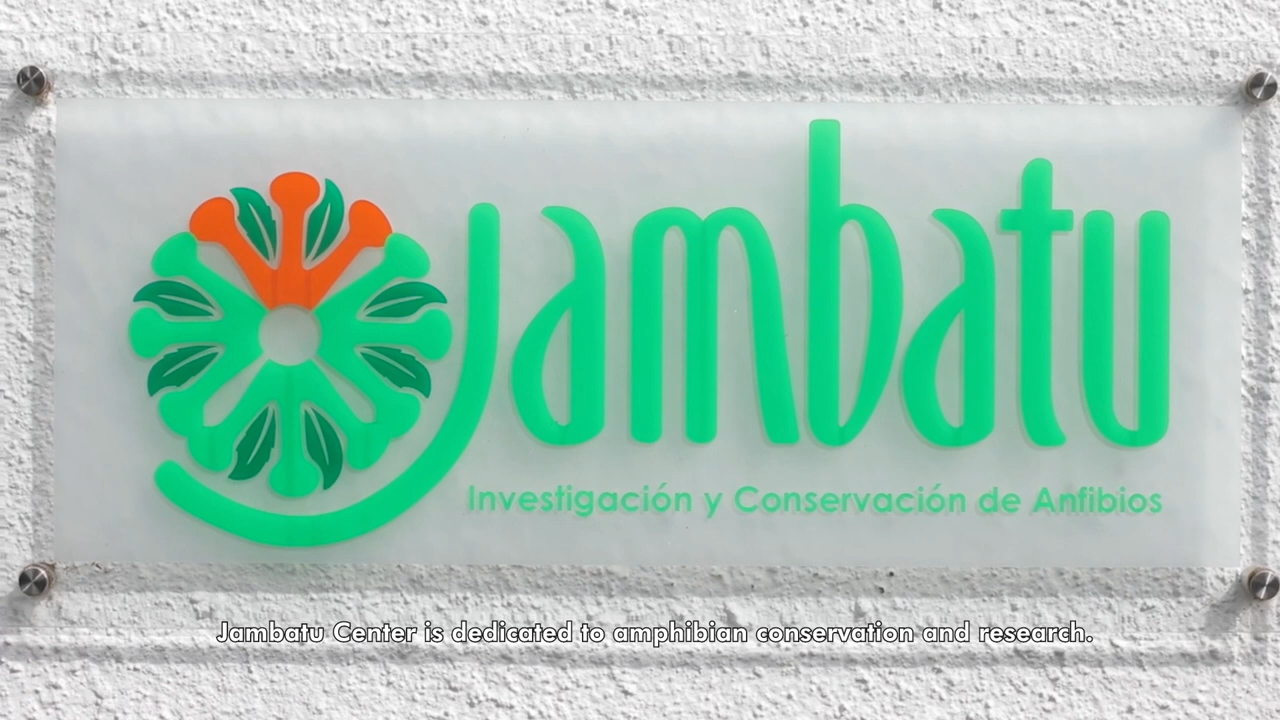 jambatu
Investigación y Conservación de Anfibios
Jambatu Center is dedicated to amphibian conservation and research.